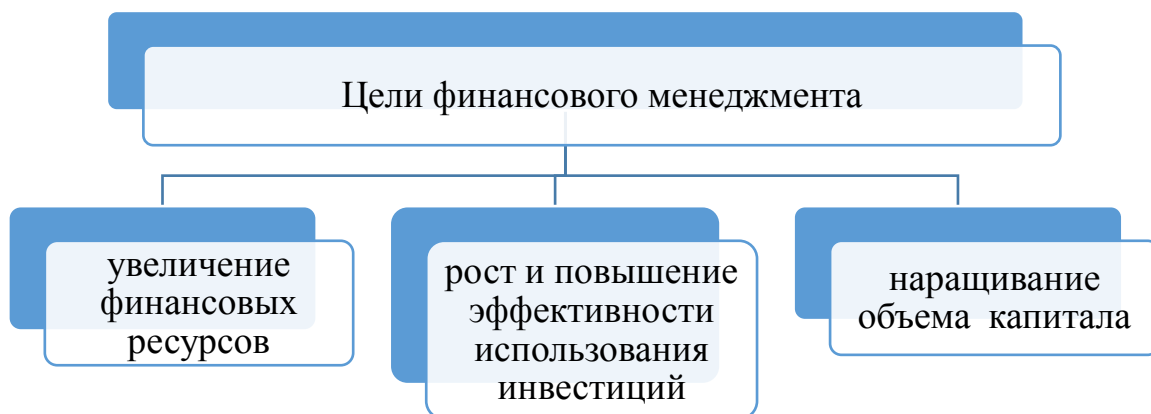 Цели финансового менеджмента
увеличение
финансовых
ресурсов
рост и повышение
эффективности
использования
инвестиций
наращивание
объема капитала